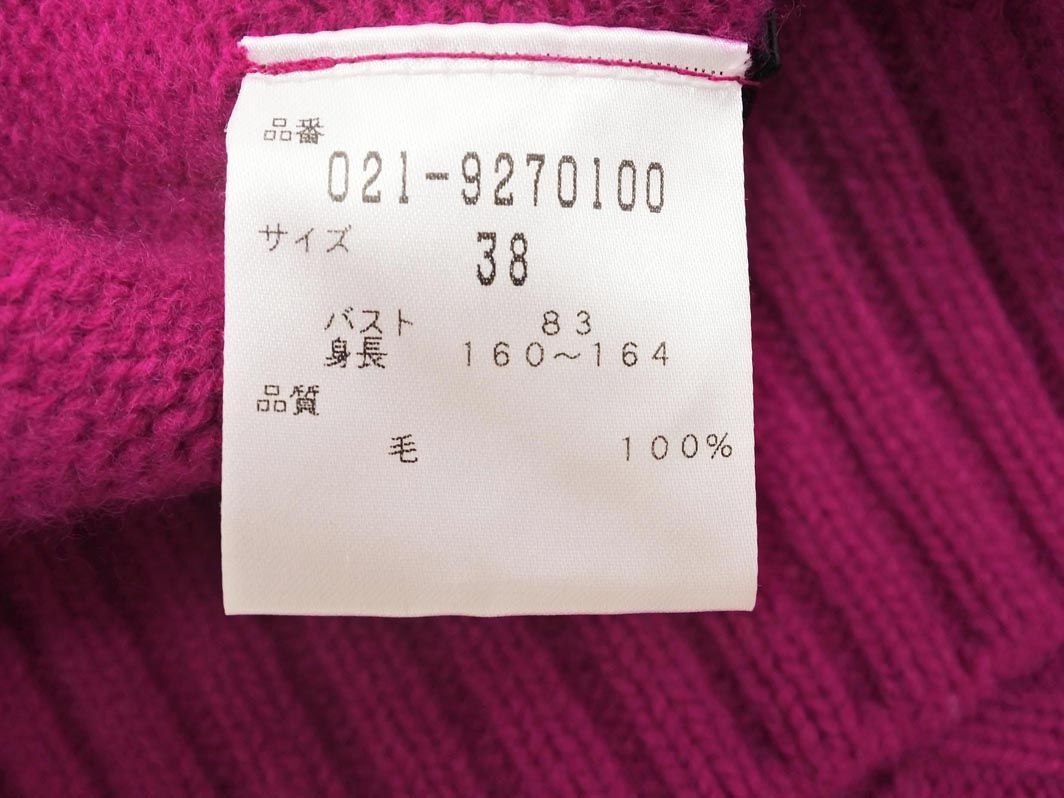 品番
021-9270100
サイズ 38
バスト 83
身長 160～164
品質
毛 100%